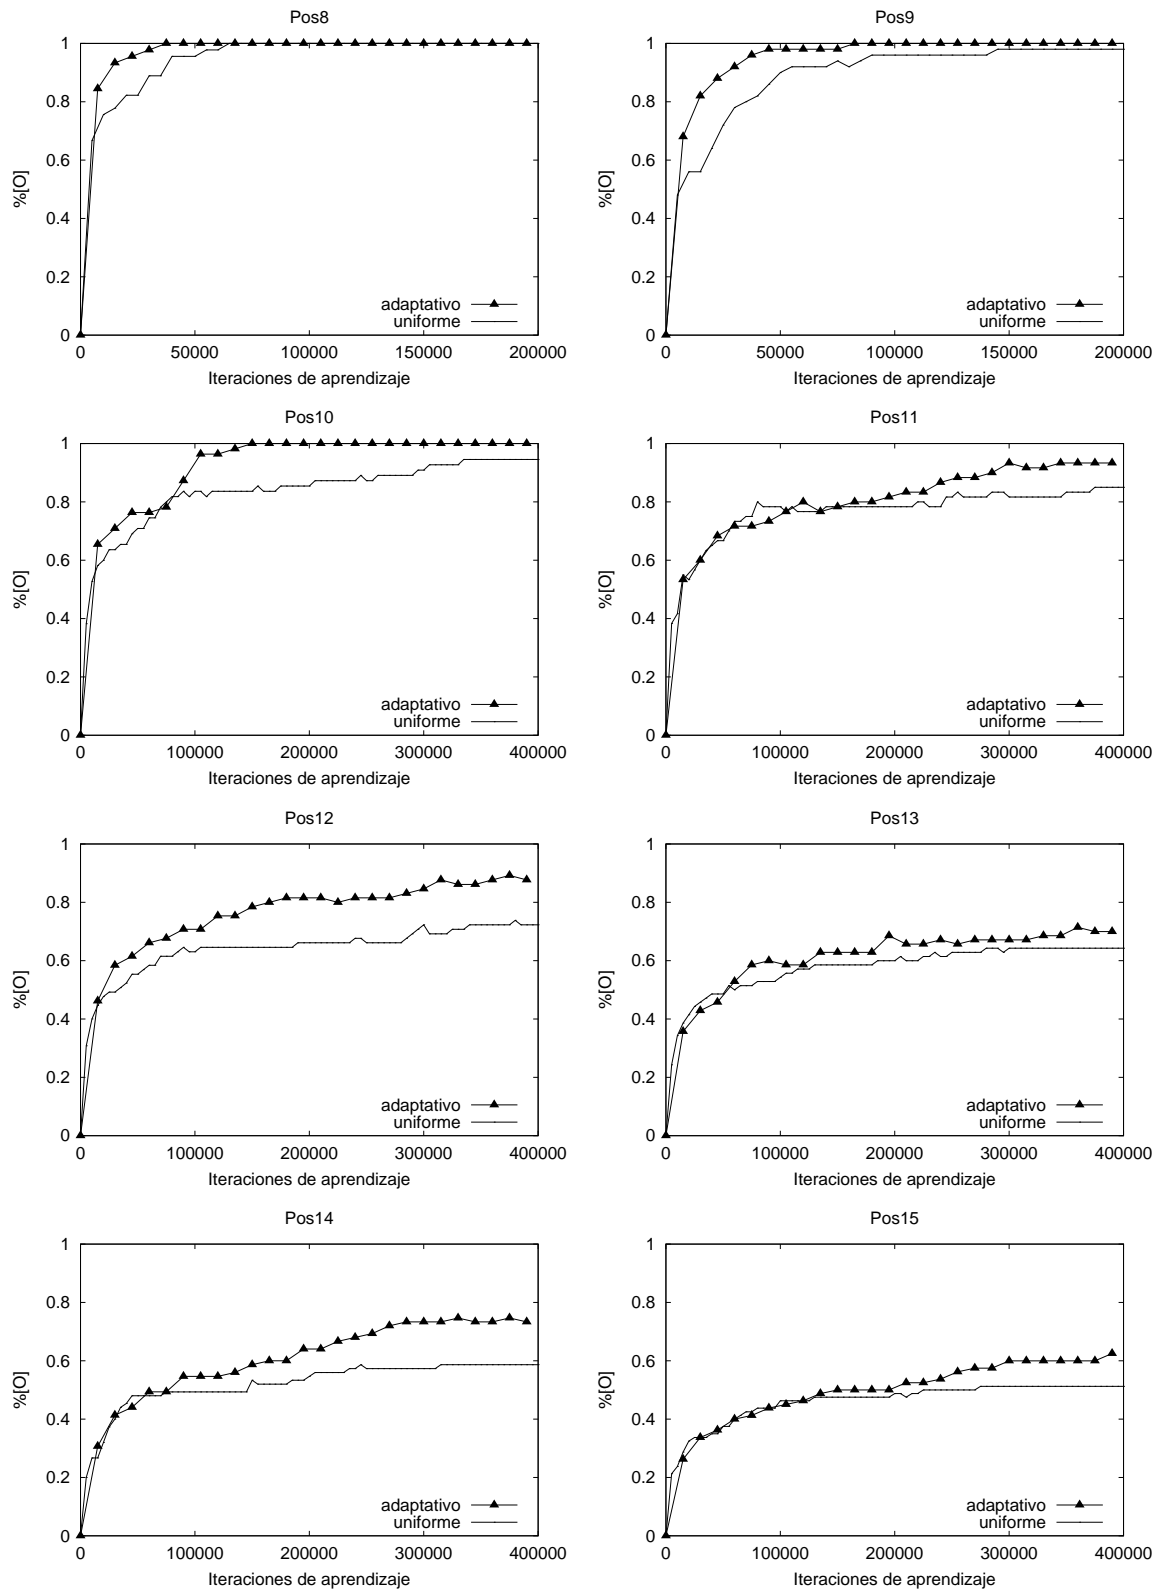 Pos8
1
0.8
0.6
0.4
0.2
0
%[O]
adaptativo
uniforme
0 50000 100000 150000 200000
Iteraciones de aprendizaje
Pos9
1
0.8
0.6
0.4
0.2
0
%[O]
adaptativo
uniforme
0 50000 100000 150000 200000
Iteraciones de aprendizaje
Pos10
1
0.8
0.6
0.4
0.2
0
%[O]
adaptativo
uniforme
0 100000 200000 300000 400000
Iteraciones de aprendizaje
Pos11
1
0.8
0.6
0.4
0.2
0
%[O]
adaptativo
uniforme
0 100000 200000 300000 400000
Iteraciones de aprendizaje
Pos12
1
0.8
0.6
0.4
0.2
0
%[O]
adaptativo
uniforme
0 100000 200000 300000 400000
Iteraciones de aprendizaje
Pos13
1
0.8
0.6
0.4
0.2
0
%[O]
adaptativo
uniforme
0 100000 200000 300000 400000
Iteraciones de aprendizaje
Pos14
1
0.8
0.6
0.4
0.2
0
%[O]
adaptativo
uniforme
0 100000 200000 300000 400000
Iteraciones de aprendizaje
Pos15
1
0.8
0.6
0.4
0.2
0
%[O]
adaptativo
uniforme
0 100000 200000 300000 400000
Iteraciones de aprendizaje